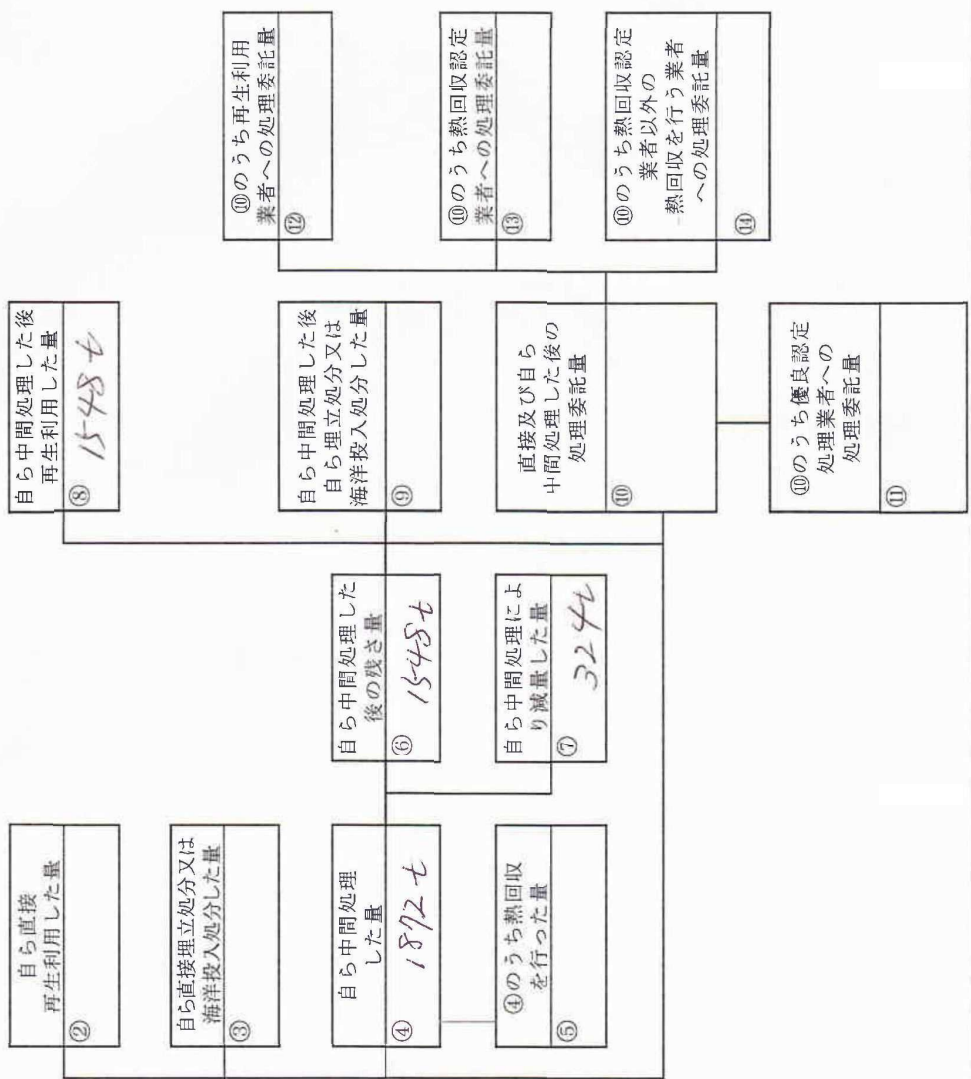 自ら直接
再生利用した量
②
自ら直接埋立処分又は
海洋投入処分した量
③
自ら中間処理
した量
④
1872t
④のうち熱回収
を行った量
⑤
自ら中間処理した
後の残さ量
⑥
1548t
自ら中間処理によ
り減量した量
⑦
324t
自ら中間処理した後
再生利用した量
⑧
1548t
自ら中間処理した後
自ら埋立処分又は
海洋投入処分した量
⑨
直接及び自ら
中間処理した後の
処理委託量
⑩
⑩のうち優良認定
処理業者への
処理委託量
⑪
⑩のうち再生利用
業者への処理委託量
⑫
⑩のうち熱回収認定
業者への処理委託量
⑬
⑩のうち熱回収認定
業者以外の
熱回収を行う業者
への処理委託量
⑭